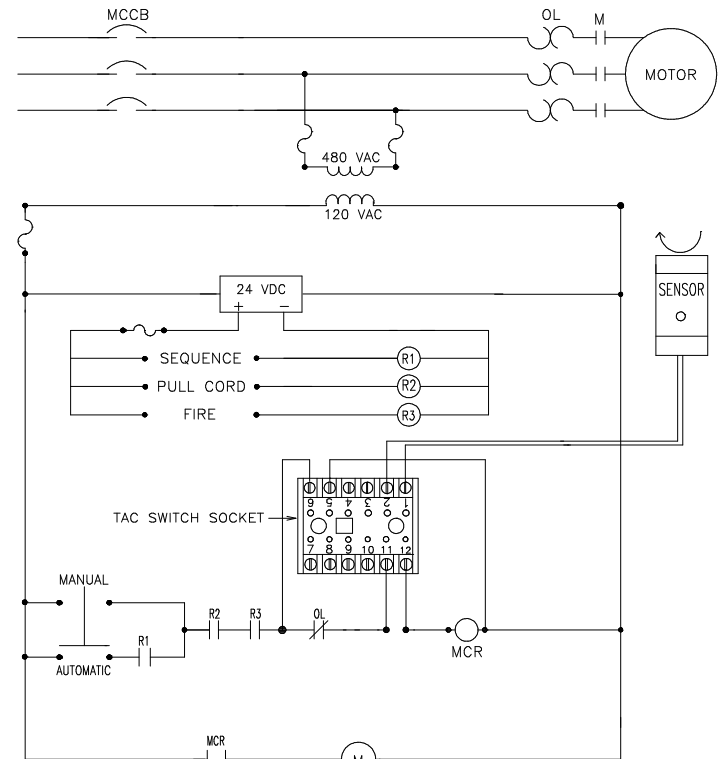 MCCB
OL
M
MOTOR
480 VAC
120 VAC
24 VDC
+ −
SENSOR
SEQUENCE
R1
PULL CORD
R2
FIRE
R3
6 5 4 3 2 1
TAC SWITCH SOCKET
7 8 9 10 11 12
MANUAL
R1
AUTOMATIC
R2
R3
OL
MCR
MCR
M